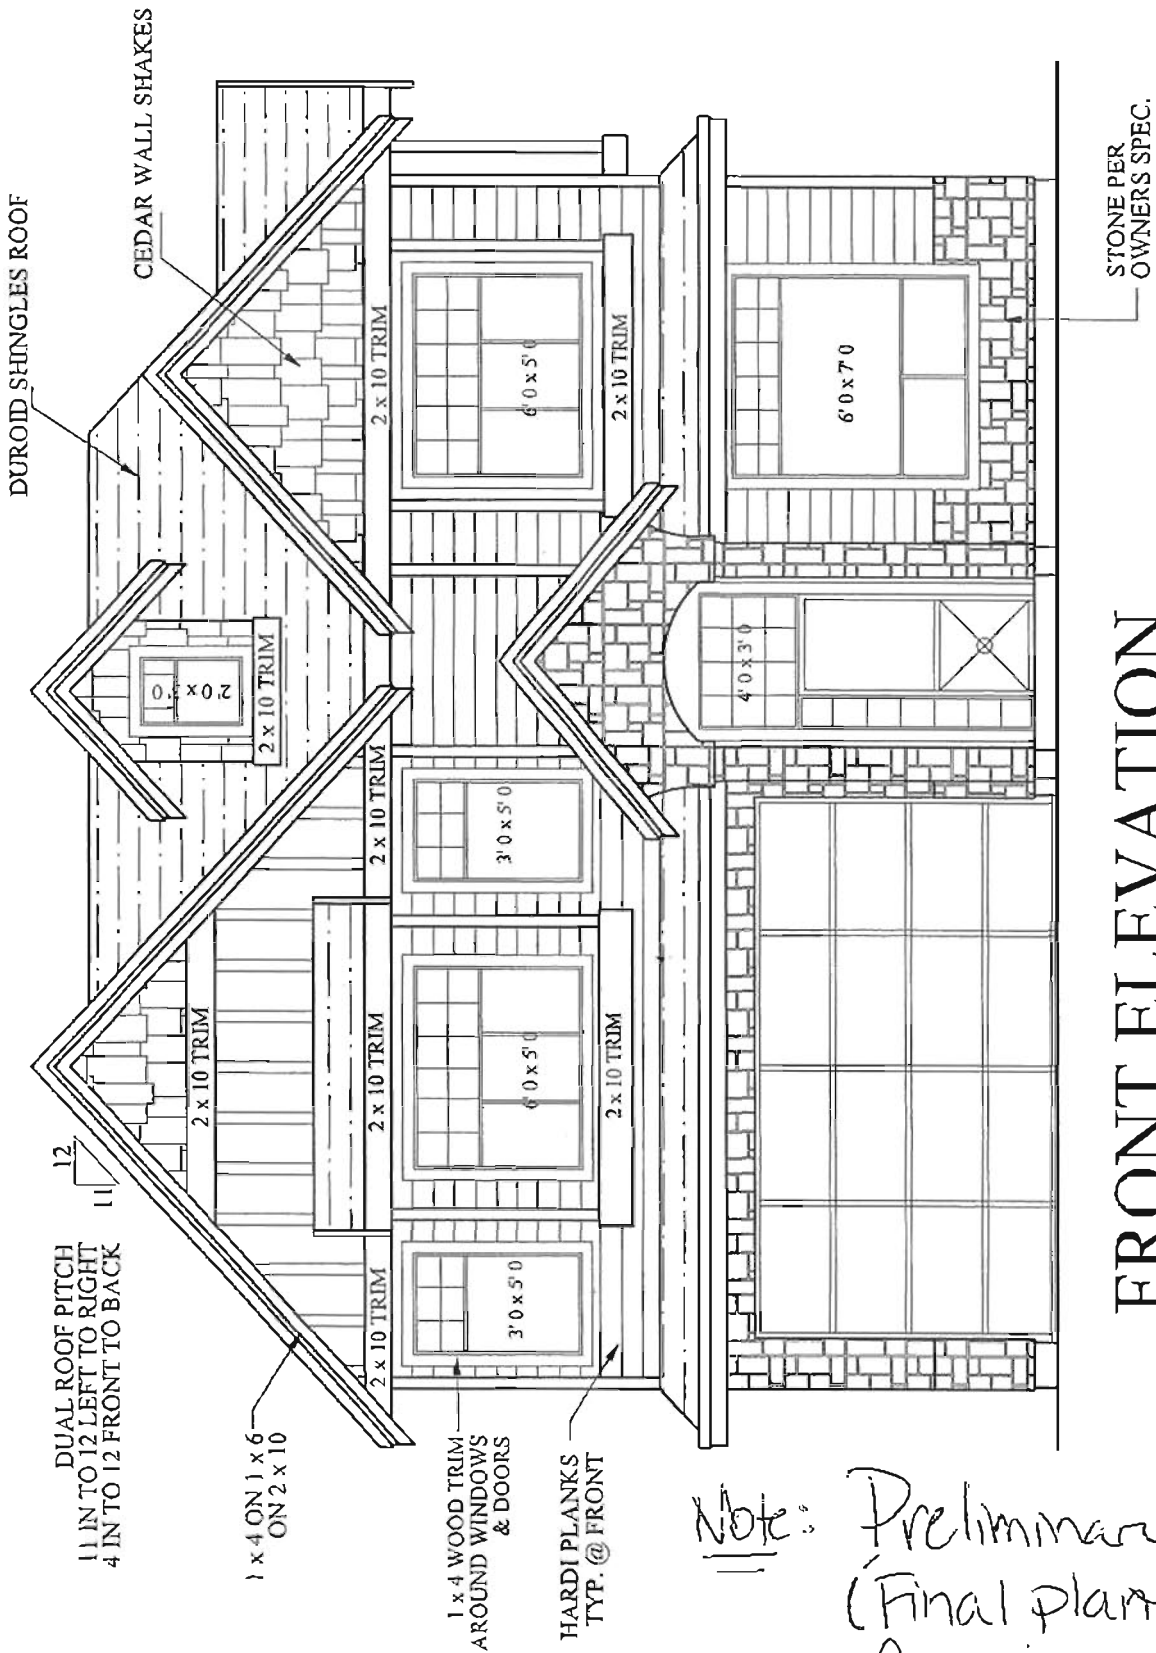 DUROID SHINGLES ROOF
CEDAR WALL SHAKES
DUAL ROOF PITCH
11 IN TO 12 LEFT TO RIGHT
4 IN TO 12 FRONT TO BACK
12
11
1 x 4 ON 1 x 6
ON 2 x 10
2 x 10 TRIM
2'0 x 3'0
2 x 10 TRIM
2 x 10 TRIM
2 x 10 TRIM
2 x 10 TRIM
2 x 10 TRIM
3'0 x 5'0
6'0 x 5'0
3'0 x 5'0
6'0 x 5'0
2 x 10 TRIM
2 x 10 TRIM
1 x 4 WOOD TRIM
AROUND WINDOWS
& DOORS
HARDI PLANKS
TYP. @ FRONT
4'0 x 3'0
6'0 x 7'0
STONE PER
OWNERS SPEC.
FRONT ELEVATION
Note: Preliminar
(Final plan